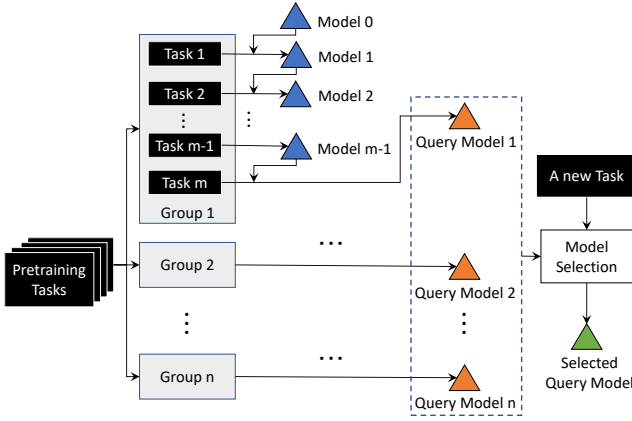 Model 0
Task 1
Model 1
Task 2
Model 2
Task m-1
Model m-1
Task m
Group 1
Query Model 1
A new Task
Pretraining
Tasks
Group 2
...
Query Model 2
Model
Selection
Group n
...
Query Model n
Selected
Query Model